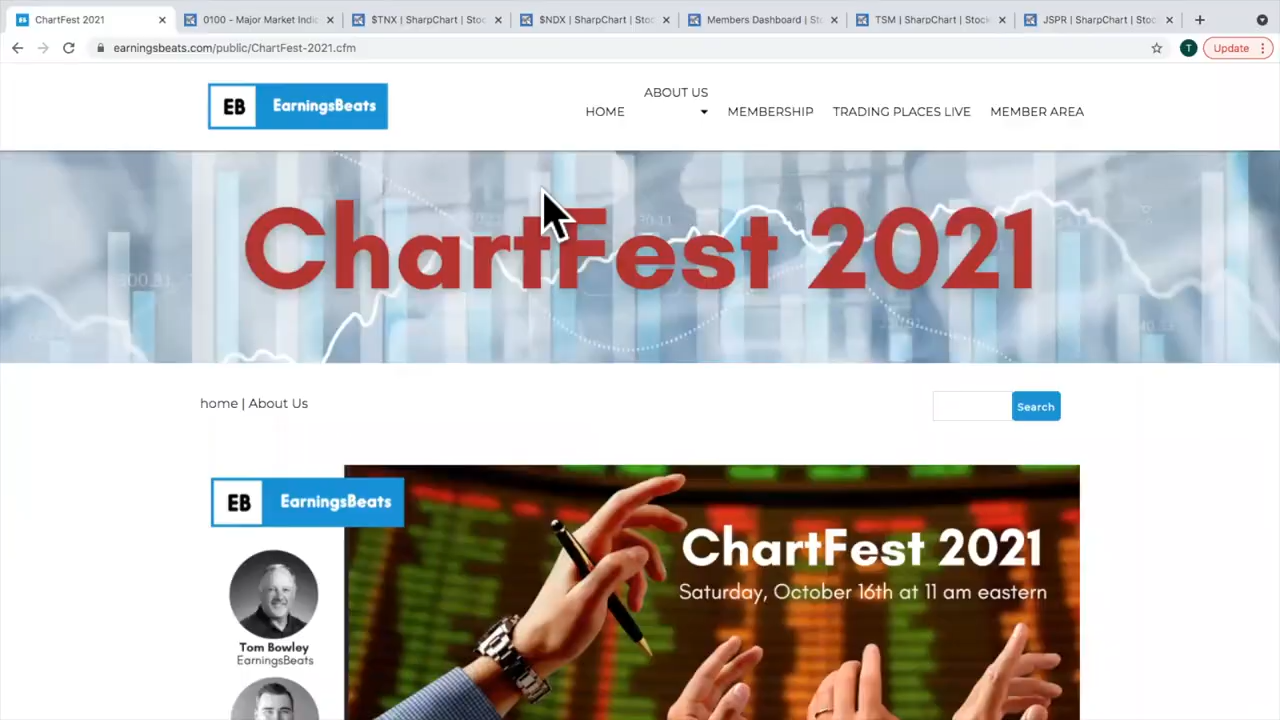 ChartFest 2021
0100 - Major Market Indic
$TNX | SharpChart | Stoc
$NDX | SharpChart | Stoc
Members Dashboard | St
TSM | SharpChart | Stock
JSPR | SharpChart | Stoc
earningsbeats.com/public/ChartFest-2021.cfm
T
Update
EB EarningsBeats
HOME
ABOUT US
MEMBERSHIP
TRADING PLACES LIVE
MEMBER AREA
ChartFest 2021
home | About Us
Search
EB EarningsBeats
ChartFest 2021
Saturday, October 16th at 11 am eastern
Tom Bowley
EarningsBeats